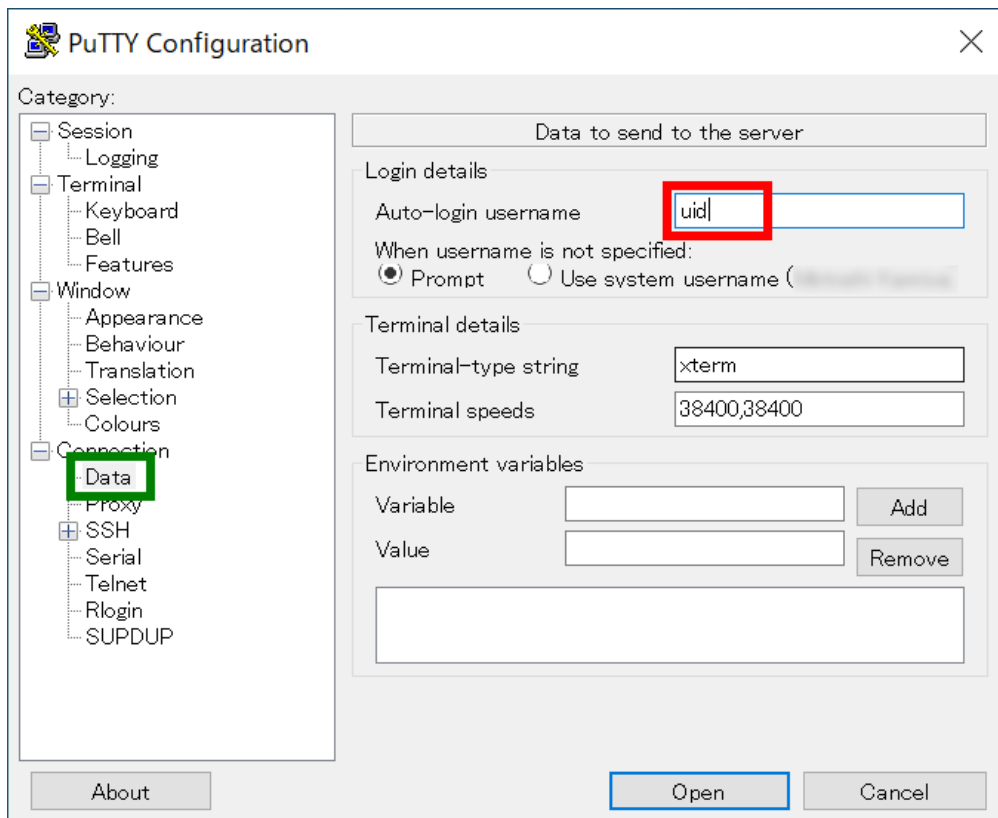 PuTTY Configuration
Category:
Session
Logging
Terminal
Keyboard
Bell
Features
Window
Appearance
Behaviour
Translation
Selection
Colours
Connection
Data
Proxy
SSH
Serial
Telnet
Rlogin
SUPDUP
Data to send to the server
Login details
Auto-login username
uid
When username is not specified:
Prompt
Use system username (
Terminal details
Terminal-type string
xterm
Terminal speeds
38400,38400
Environment variables
Variable
Add
Value
Remove
About
Open
Cancel